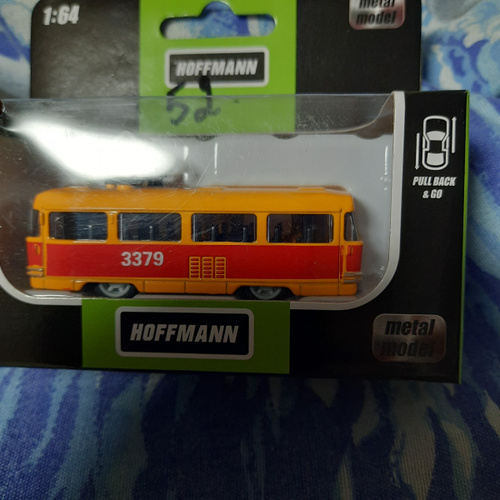 1:64
metal
model
HOFFMANN
52
PULL BACK
& GO
3379
HOFFMANN
metal
model